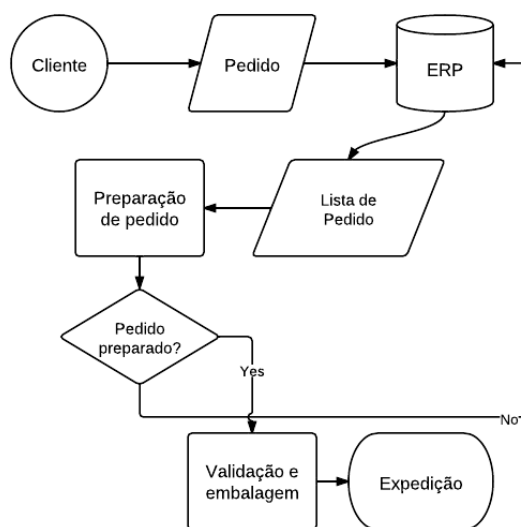 Cliente
Pedido
ERP
Preparação
de pedido
Lista de
Pedido
Pedido
preparado?
Yes
No
Validação e
embalagem
Expedição